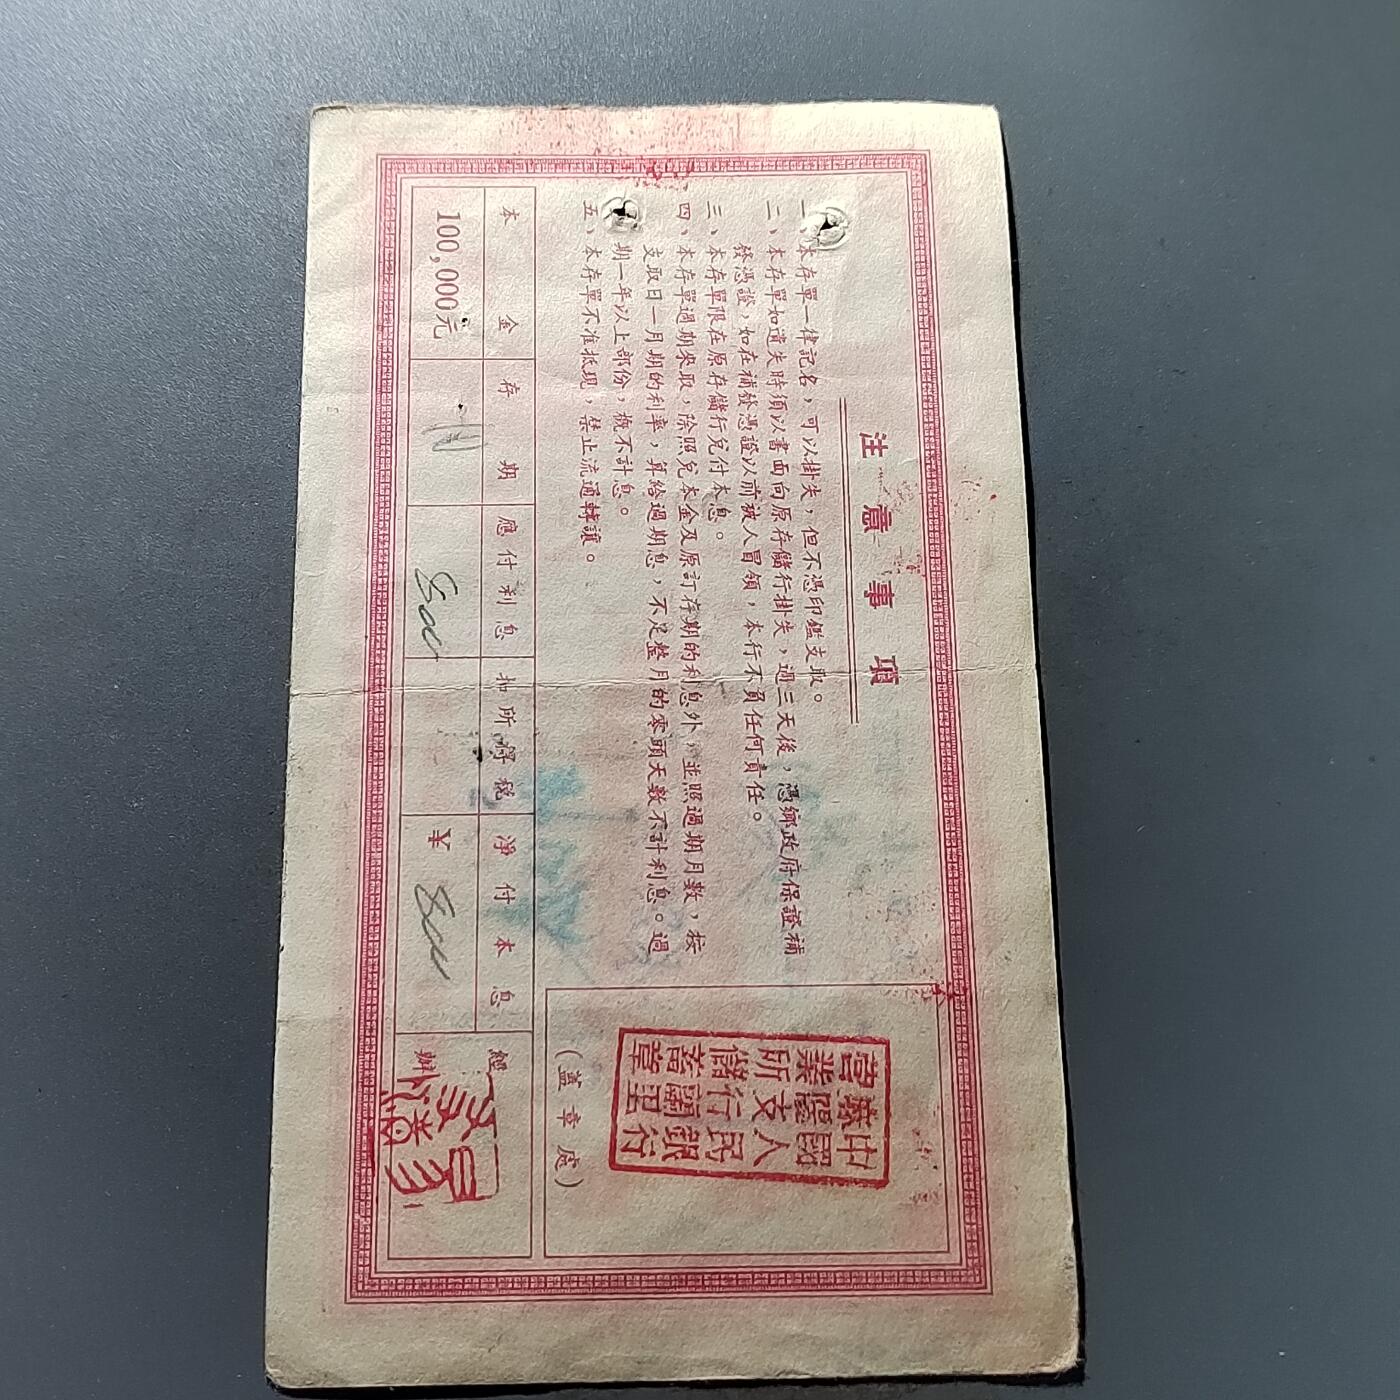 注意事項
一、本存單一律記名，可以掛失，但不憑印鑑支取。
二、本存單如遺失時須以書面向原存儲行掛失，過三天後，憑鄉政府保證補
發憑證，如在補發憑證以前被人冒領，本行不負任何責任。
三、本存單限在原存儲行兌付本息。
四、本存單過期來取，除照兌本金及原訂存期的利息外，並照過期月數，按
支取日一月期的利率，算給過期息，不足整月的零頭天數不計利息。過
期一年以上部份，概不計息。
五、本存單不准抵現，禁止流通轉讓。
中國人民銀行
支行
營業所儲蓄章
(蓋章處)
本金 存期 應付利息 扣所得稅 淨付本息 經辦
100,000元 ¥